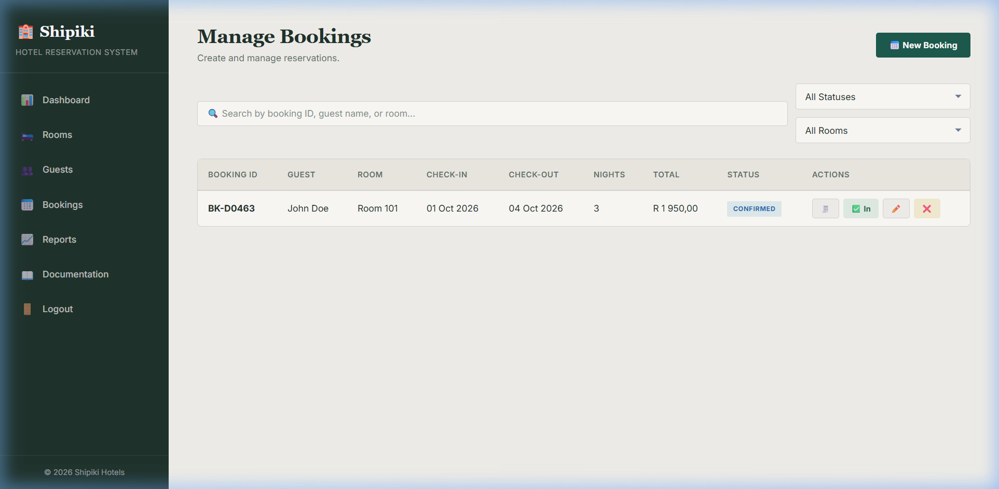 Shipiki
HOTEL RESERVATION SYSTEM
Dashboard
Rooms
Guests
Bookings
Reports
Documentation
Logout
© 2026 Shipiki Hotels
Manage Bookings
Create and manage reservations.
New Booking
Search by booking ID, guest name, or room...
All Statuses
All Rooms
BOOKING ID GUEST ROOM CHECK-IN CHECK-OUT NIGHTS TOTAL STATUS ACTIONS
BK-D0463 John Doe Room 101 01 Oct 2026 04 Oct 2026 3 R 1 950,00 CONFIRMED In